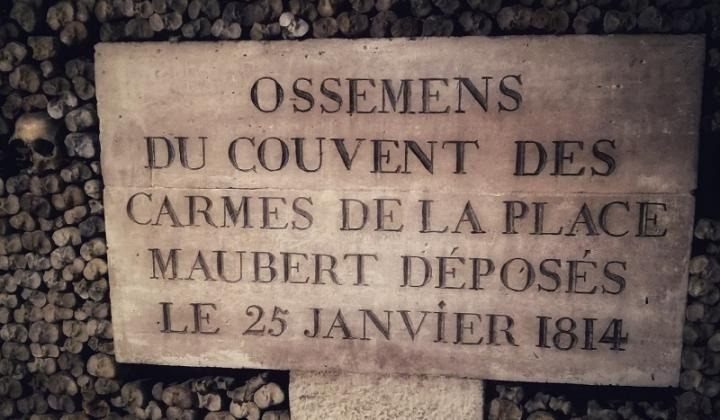 OSSEMENS
DU COUVENT DES
CARMES DE LA PLACE
MAUBERT DÉPOSÉS
LE 25 JANVIER 1814